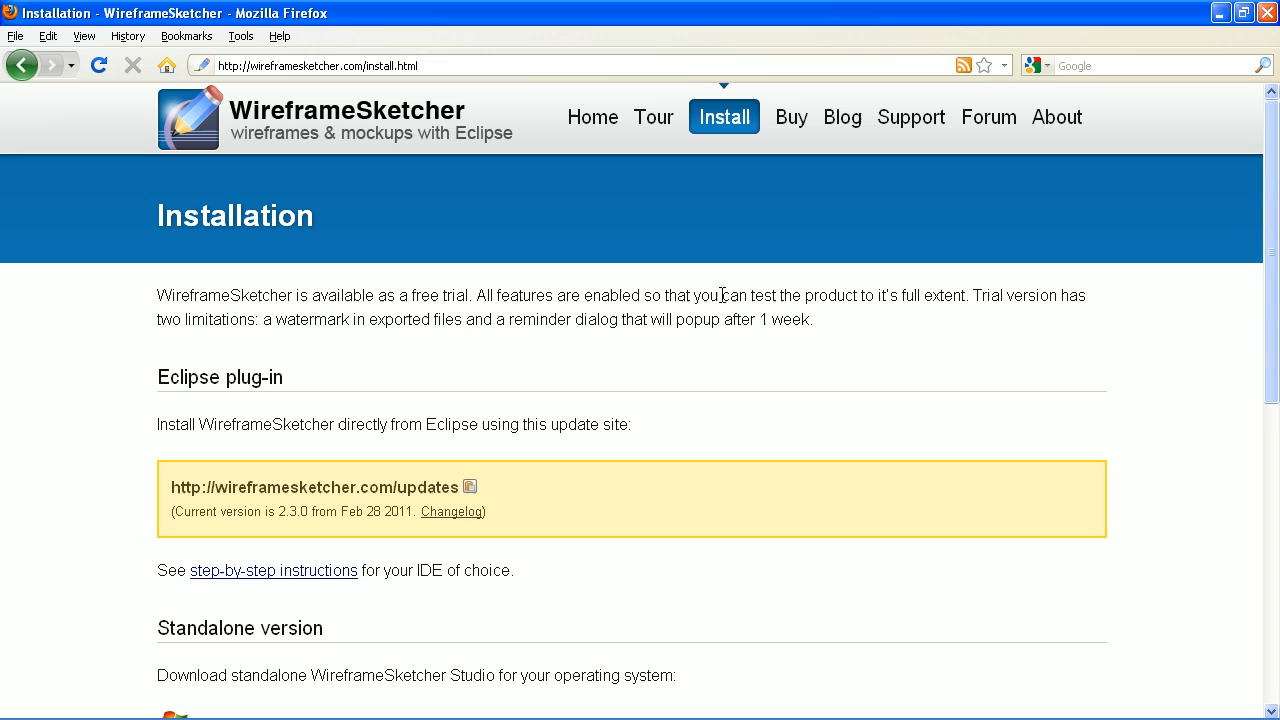 Installation - WireframeSketcher - Mozilla Firefox
File Edit View History Bookmarks Tools Help
http://wireframesketcher.com/install.html
Google
WireframeSketcher
wireframes & mockups with Eclipse
Home Tour Install Buy Blog Support Forum About
Installation
WireframeSketcher is available as a free trial. All features are enabled so that you can test the product to it's full extent. Trial version has
two limitations: a watermark in exported files and a reminder dialog that will popup after 1 week.
Eclipse plug-in
Install WireframeSketcher directly from Eclipse using this update site:
http://wireframesketcher.com/updates
(Current version is 2.3.0 from Feb 28 2011. Changelog)
See step-by-step instructions for your IDE of choice.
Standalone version
Download standalone WireframeSketcher Studio for your operating system: